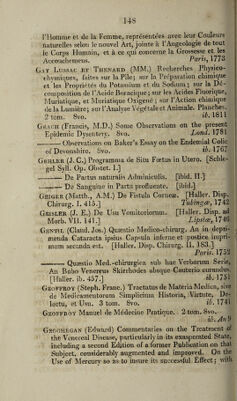 148
l'Homme et de la Femme, représentées avec leur Couleurs
naturelles selon le nouvel Art, jointe à l'Angeologie de tout
le Corps Humain, et à ce qui concerne la Grossesse et les
Accouchemens. Paris, 1773
GAY LUSSAC ET THENARD (MM.) Recherches Physico-
chymiques, faites sur la Pile; sur la Préparation chimique
et les Propriétés du Potassium et du Sodium; sur la Dé-
composition de l'Acide Boracique; sur les Acides Fluorique,
Muriatique, et Muriatique Oxigené; sur l'Action chimique
de la Lumière; sur l'Analyse Végétale et Animale. Planches.
2 tom. 8vo. ib. 1811
GEACH (Francis, M.D.) Some Observations on the present
Epidemic Dysentery. 8vo. Lond. 1781
——— Observations on Baker's Essay on the Endemial Colic
of Devonshire. 8vo. ib. 1767
GEHLER (J. C.) Programma de Situ Fœtus in Utero. [Schle-
gel Syll. Op. Obstet. I.]
——— De Partus naturalis Adminiculis. [ibid. II.]
——— De Sanguine in Partu profluente. [ibid.]
GEIGER (Matth., A.M.) De Fistula Corneæ. [Haller. Disp.
Chirurg. I. 415.] Tubingæ, 1742
GEISLER (J. E.) De Usu Vomitoriorum. [Haller. Disp. ad
Morb. VII. 141.] Lipsiæ, 1746
GENTIL (Claud. Jos.) Quæstio Medico-chirurg. An in depri-
menda Cataracta ipsius Capsula inferne et postice impri-
mum secanda est. [Haller. Disp. Chirurg. II. 183.]
Paris. 1752
——— Quæstio Med.-chirurgica sub hac Verborum Serie,
An Bubo Venereus Skirrhodes absque Cauterio curandus.
[Haller. ib. 457.] ib. 1751
GEOFFROY (Steph. Franc.) Tractatus de Materia Medica, sive
de Medicamentorum Simplicium Historia, Virtute, De-
lectu, et Usu. 3 tom. 8vo. ib. 1741
GEOFFROY Manuel de Médecine Pratique. 2 tom. 8vo.
ib. An 9
GEOGHEGAN (Edward) Commentaries on the Treatment of
the Venereal Disease, particularly in its exasperated State,
including a second Edition of a former Publication on that
Subject, considerably augmented and improved. On the
Use of Mercury so as to insure its successful Effect; with